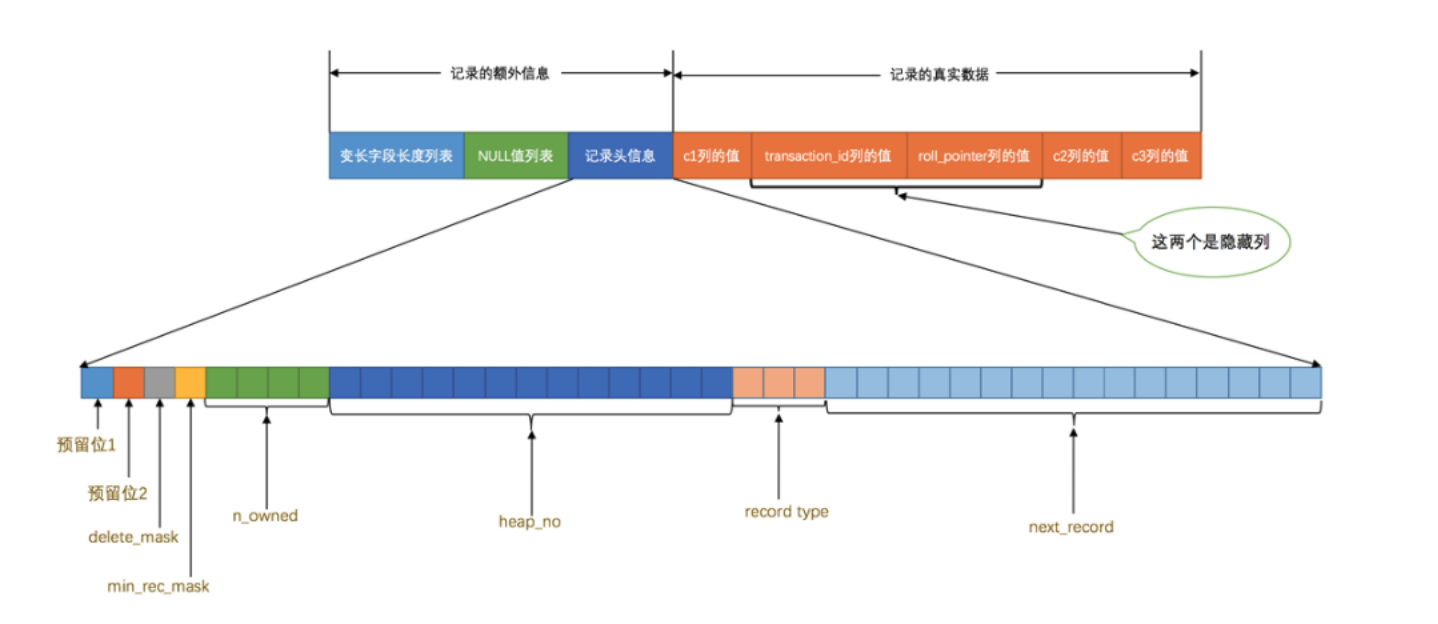 记录的额外信息
记录的真实数据
变长字段长度列表
NULL值列表
记录头信息
c1列的值
transaction_id列的值
roll_pointer列的值
c2列的值
c3列的值
这两个是隐藏列
预留位1
预留位2
delete_mask
min_rec_mask
n_owned
heap_no
record type
next_record